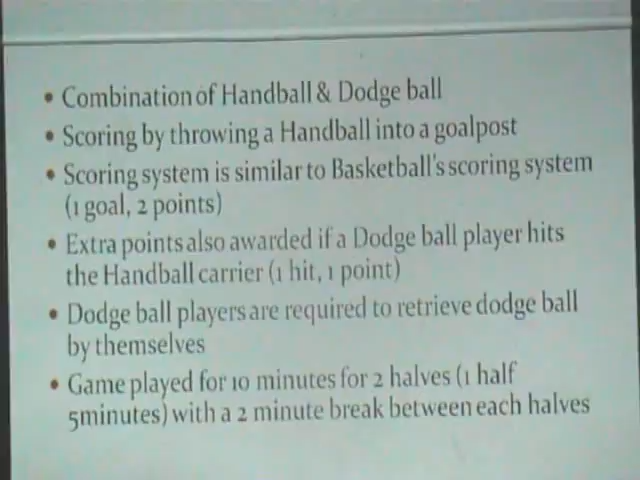 • Combination of Handball & Dodge ball
• Scoring by throwing a Handball into a goalpost
• Scoring system is similar to Basketball's scoring system
(1 goal, 2 points)
• Extra points also awarded if a Dodge ball player hits
the Handball carrier (1 hit, 1 point)
• Dodge ball players are required to retrieve dodge ball
by themselves
• Game played for 10 minutes for 2 halves (1 half
5minutes) with a 2 minute break between each halves